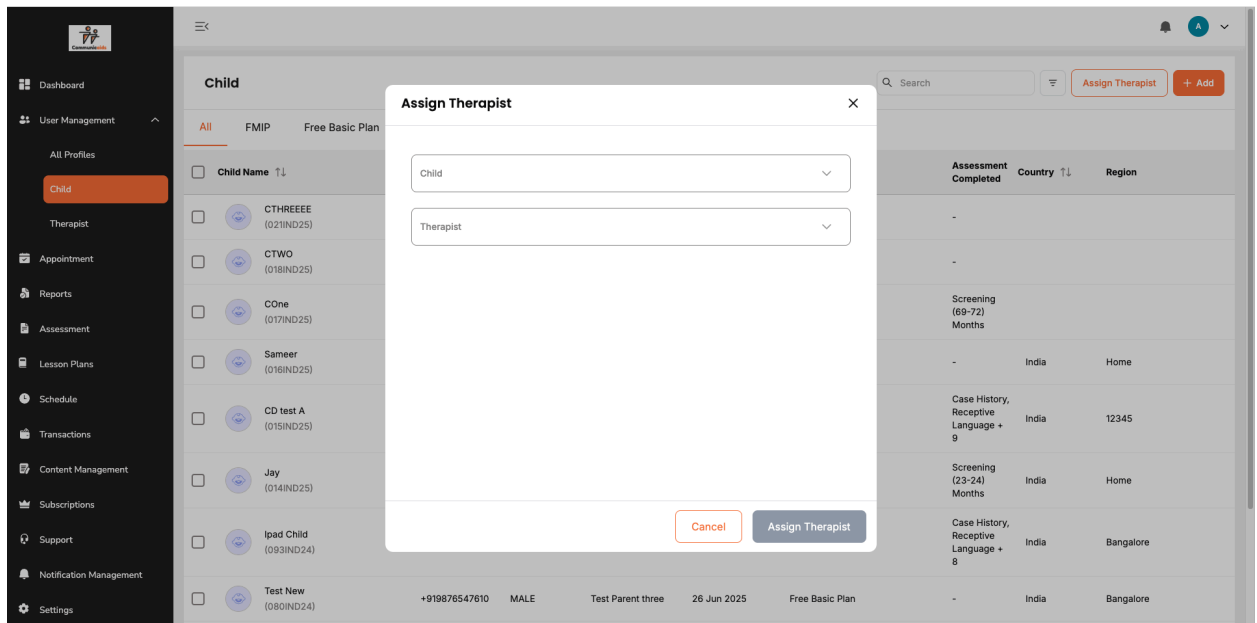 Communicaids
Dashboard
User Management
All Profiles
Child
Therapist
Appointment
Reports
Assessment
Lesson Plans
Schedule
Transactions
Content Management
Subscriptions
Support
Notification Management
Settings
A
Child
Search
Assign Therapist
+ Add
All FMIP Free Basic Plan
Child Name Assessment Completed Country Region
CTHREEEE
(021IND25)
-
CTWO
(018IND25)
-
COne
(017IND25)
Screening
(69-72)
Months
Sameer
(016IND25)
- India Home
CD test A
(015IND25)
Case History,
Receptive
Language +
9
India 12345
Jay
(014IND25)
Screening
(23-24)
Months
India Home
Ipad Child
(093IND24)
Case History,
Receptive
Language +
8
India Bangalore
Test New
(080IND24)
+919876547610 MALE Test Parent three 26 Jun 2025 Free Basic Plan - India Bangalore
Assign Therapist
Child
Therapist
Cancel
Assign Therapist